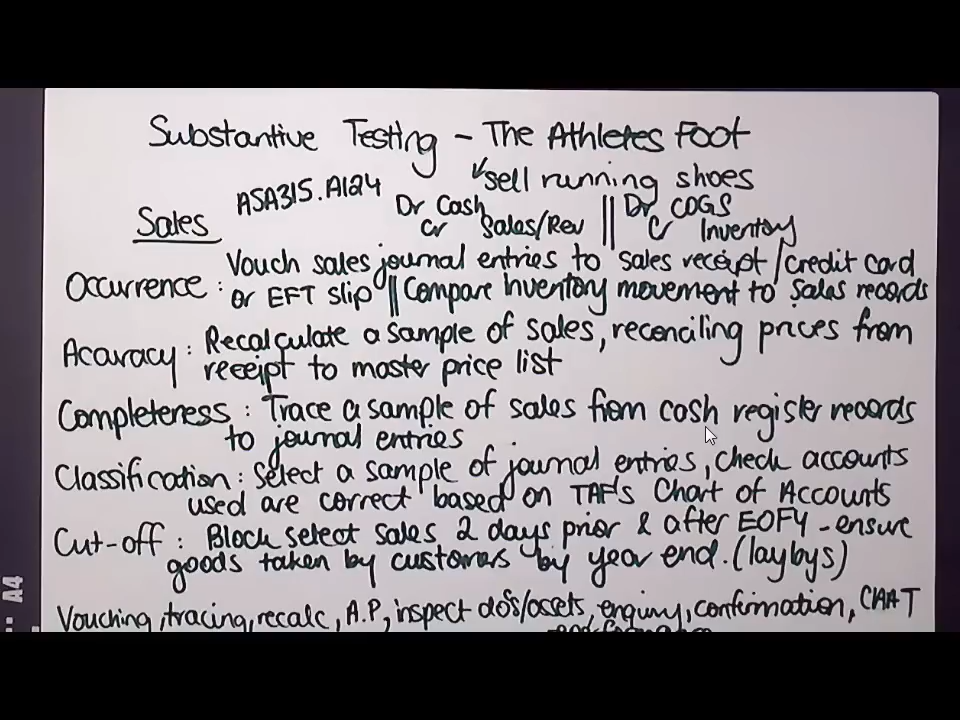 Substantive Testing - The Athletes Foot
sell running shoes
ASA315.A124
Dr Cash || Dr COGS
Sales
Cr Sales/Rev Cr Inventory
Vouch sales journal entries to sales receipt/credit card
Occurrence : or EFT slip || Compare inventory movement to sales records
Accuracy : Recalculate a sample of sales, reconciling prices from
receipt to master price list
Completeness : Trace a sample of sales from cash register records
to journal entries
Classification : Select a sample of journal entries, check accounts
used are correct based on TAF's Chart of Accounts
Cut-off : Block select sales 2 days prior & after EOFY - ensure
goods taken by customers by year end. (laybys)
Vouching, tracing, recalc, A.P, inspect docs/assets, enquiry, confirmation, CAAT
A4